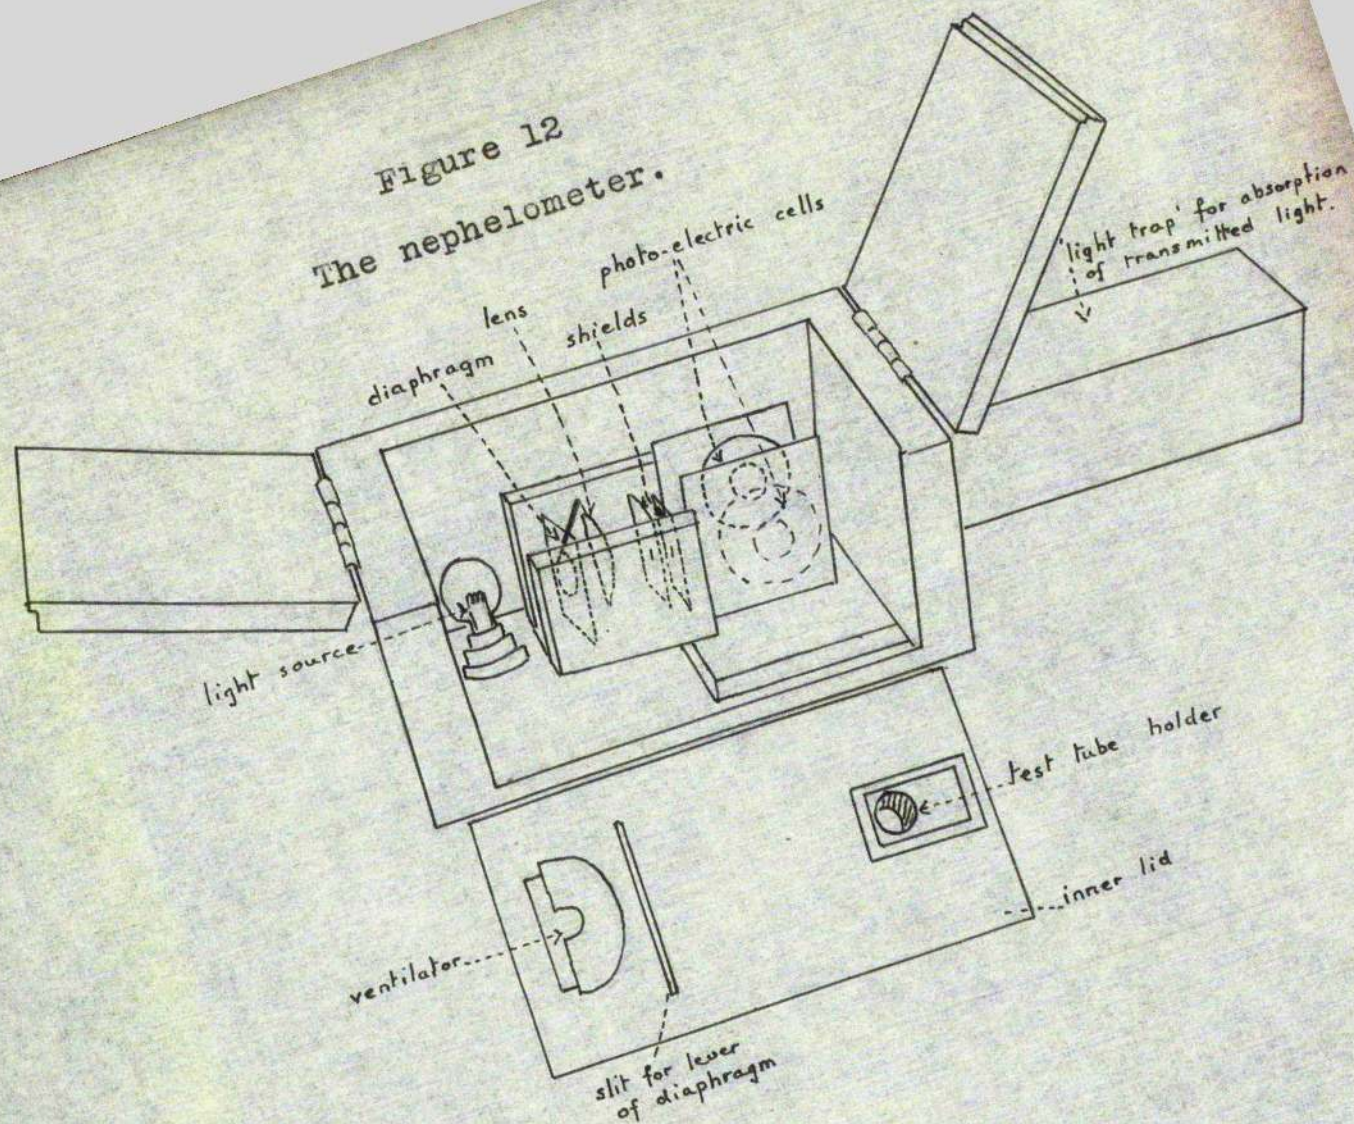 Figure 12
The nephelometer.
photo-electric cells
'light trap' for absorption
of transmitted light.
lens
shields
diaphragm
light source
test tube holder
inner lid
ventilator
slit for lever
of diaphragm